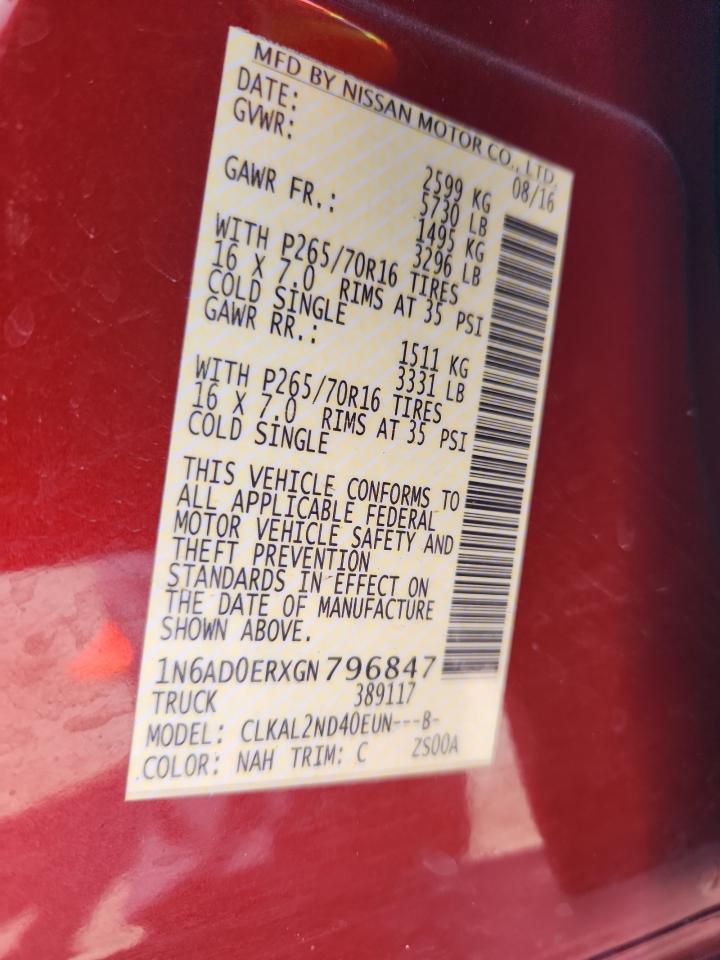 MFD BY NISSAN MOTOR CO., LTD.
DATE: 08/16
GVWR: 2599 KG
5730 LB
GAWR FR.: 1495 KG
3296 LB
WITH P265/70R16 TIRES
16 X 7.0 RIMS AT 35 PSI
COLD SINGLE
GAWR RR.: 1511 KG
3331 LB
WITH P265/70R16 TIRES
16 X 7.0 RIMS AT 35 PSI
COLD SINGLE
THIS VEHICLE CONFORMS TO
ALL APPLICABLE FEDERAL
MOTOR VEHICLE SAFETY AND
THEFT PREVENTION
STANDARDS IN EFFECT ON
THE DATE OF MANUFACTURE
SHOWN ABOVE.
1N6AD0ERXGN796847
TRUCK 389117
MODEL: CLKAL2ND40EUN---B-
COLOR: NAH TRIM: C ZS00A